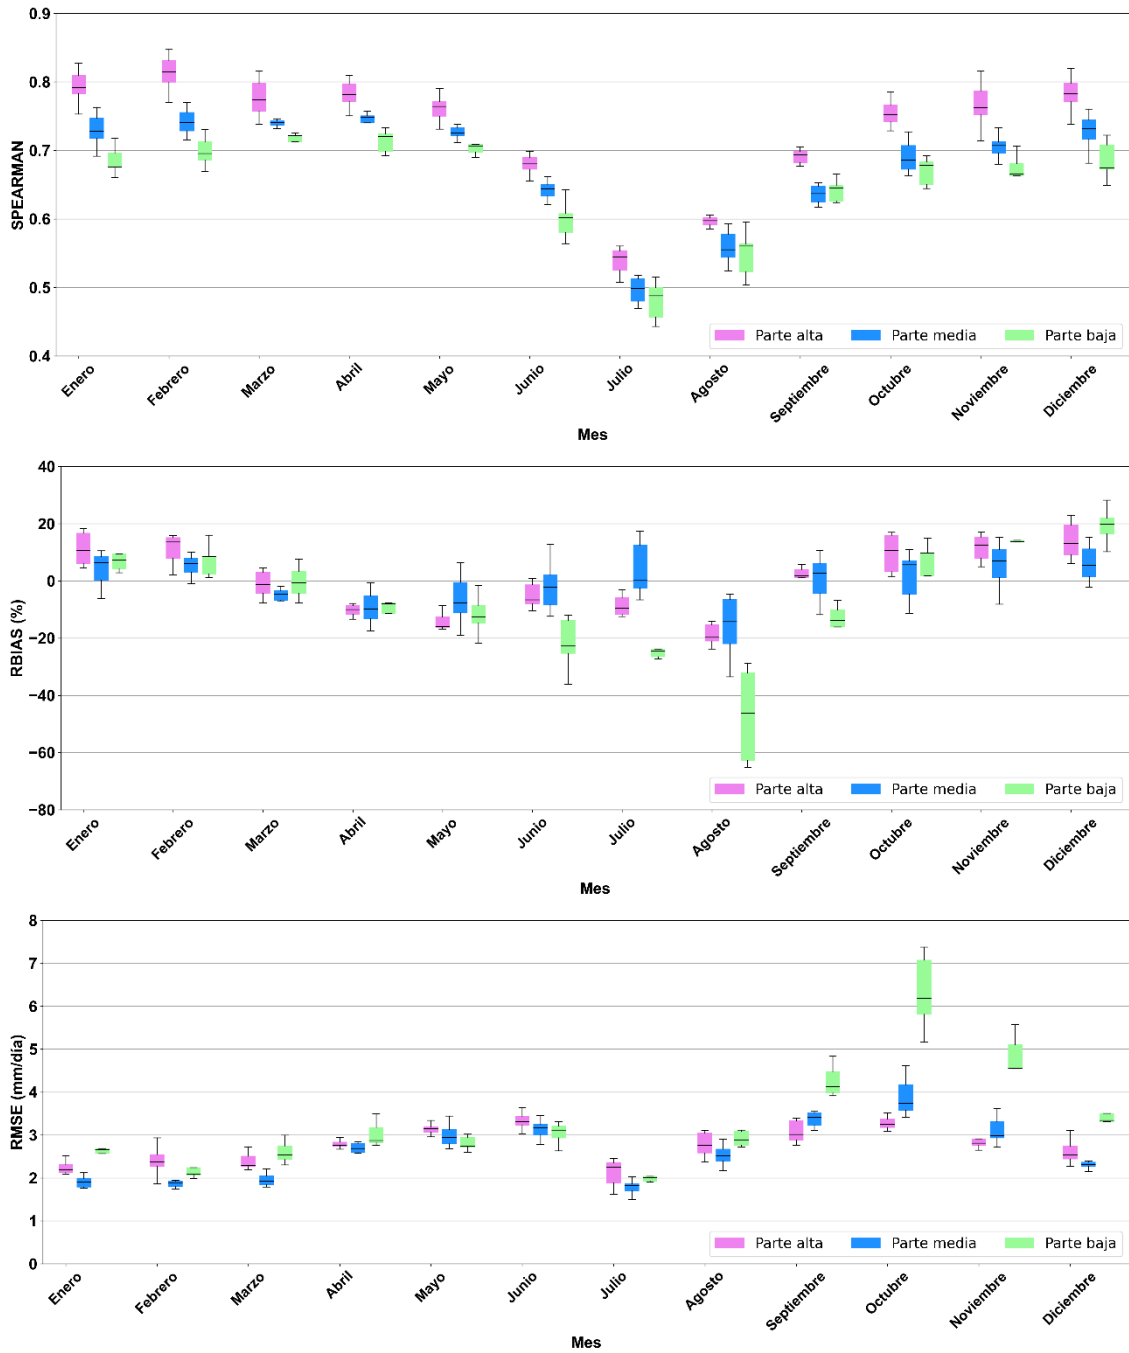 0.9
0.8
0.7
0.6
0.5
0.4
SPEARMAN
Parte alta Parte media Parte baja
Enero Febrero Marzo Abril Mayo Junio Julio Agosto Septiembre Octubre Noviembre Diciembre
Mes
40
20
0
−20
−40
−60
−80
RBIAS (%)
Parte alta Parte media Parte baja
Enero Febrero Marzo Abril Mayo Junio Julio Agosto Septiembre Octubre Noviembre Diciembre
Mes
8
7
6
5
4
3
2
1
0
RMSE (mm/día)
Parte alta Parte media Parte baja
Enero Febrero Marzo Abril Mayo Junio Julio Agosto Septiembre Octubre Noviembre Diciembre
Mes